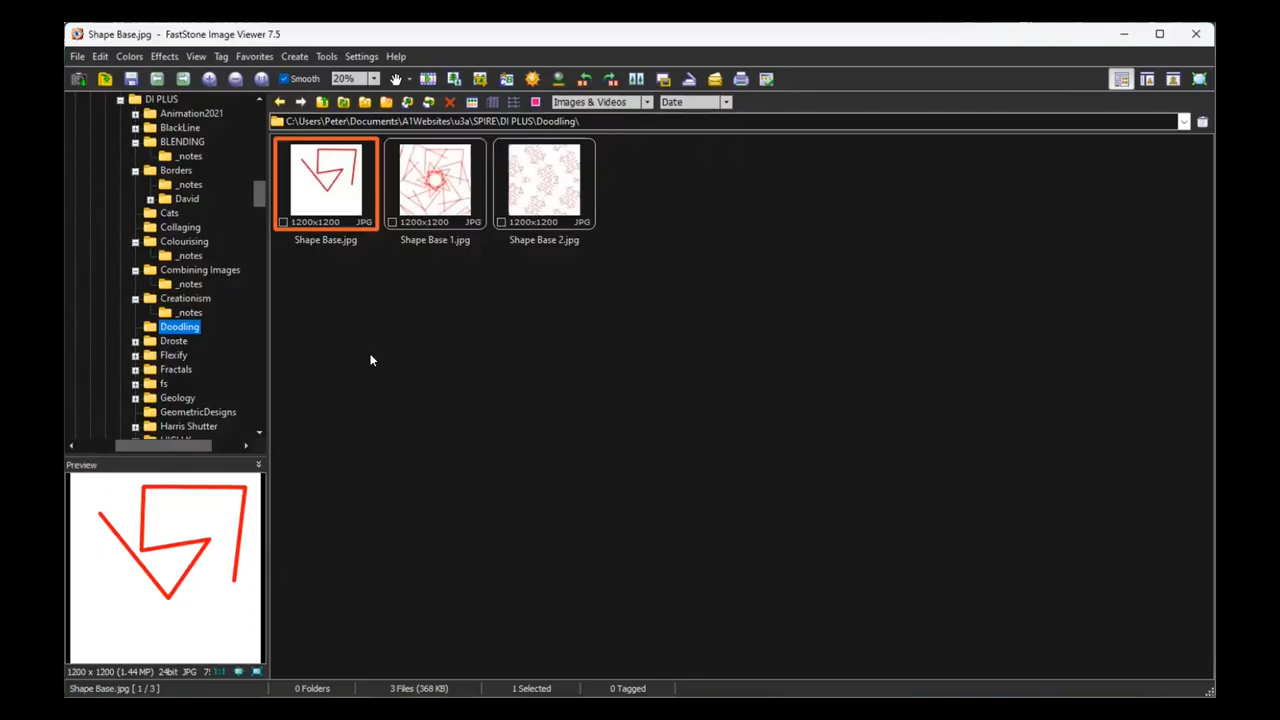 Shape Base.jpg - FastStone Image Viewer 7.5
File Edit Colors Effects View Tag Favorites Create Tools Settings Help
Smooth 20%
Images & Videos Date
C:\Users\Peter\Documents\A1Websites\u3a\SPIRE\DI PLUS\Doodling\
DI PLUS
Animation2021
BlackLine
BLENDING
_notes
Borders
_notes
David
Cats
Collaging
Colourising
_notes
Combining Images
_notes
Creationism
_notes
Doodling
Droste
Flexify
Fractals
fs
Geology
GeometricDesigns
Harris Shutter
1200x1200 JPG
Shape Base.jpg
1200x1200 JPG
Shape Base 1.jpg
1200x1200 JPG
Shape Base 2.jpg
Preview
1200 x 1200 (1.44 MP) 24bit JPG 1:1
Shape Base.jpg [ 1 / 3 ]
0 Folders
3 Files (368 KB)
1 Selected
0 Tagged